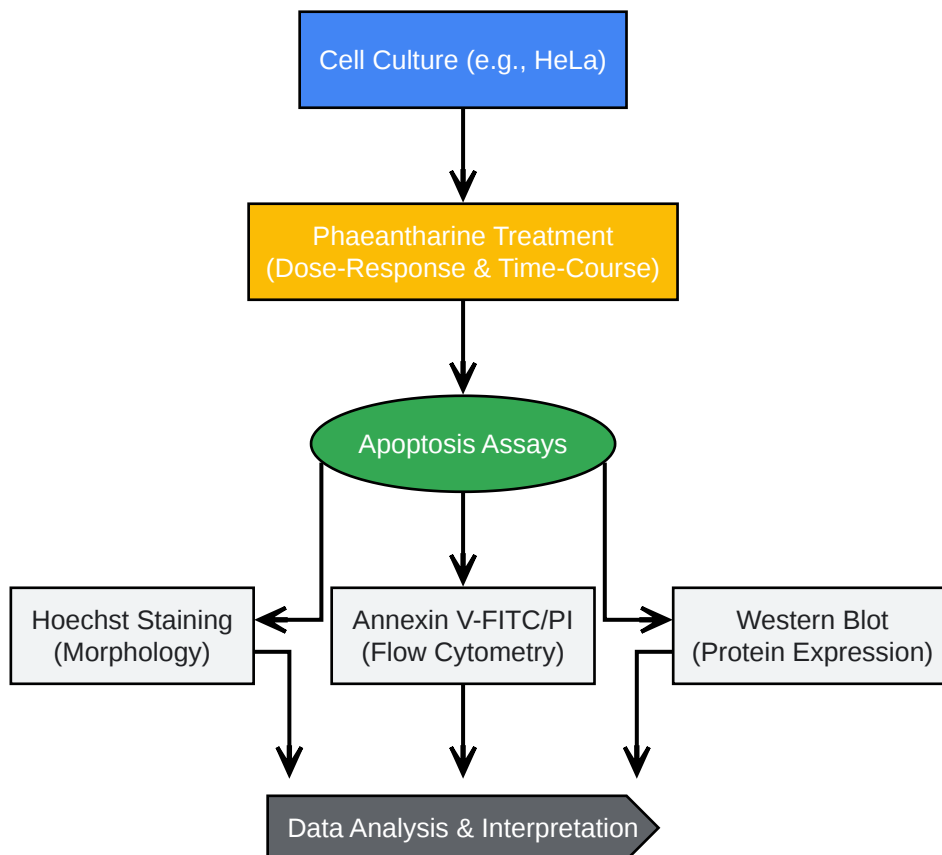 Cell Culture (e.g., HeLa)
Phaeantharine Treatment
(Dose-Response & Time-Course)
Apoptosis Assays
Hoechst Staining
(Morphology)
Annexin V-FITC/PI
(Flow Cytometry)
Western Blot
(Protein Expression)
Data Analysis & Interpretation